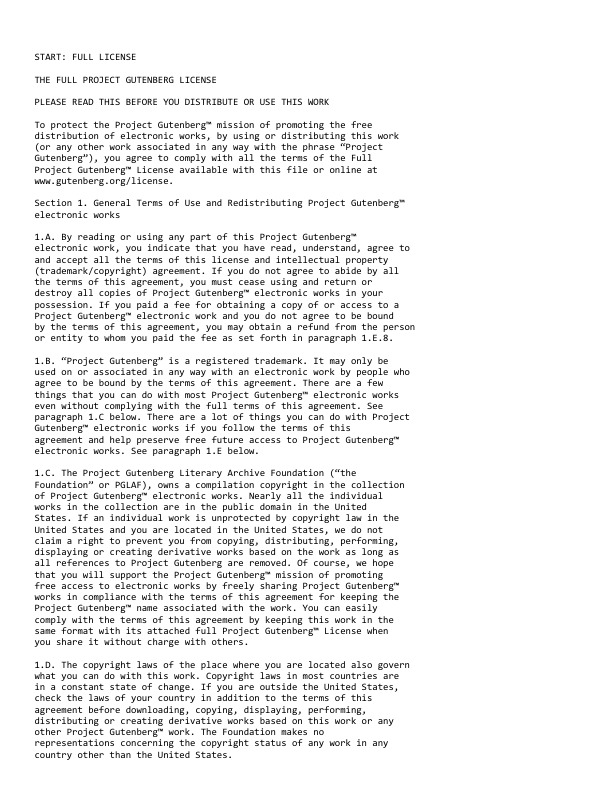 START: FULL LICENSE
THE FULL PROJECT GUTENBERG LICENSE
PLEASE READ THIS BEFORE YOU DISTRIBUTE OR USE THIS WORK
To protect the Project Gutenberg™ mission of promoting the free
distribution of electronic works, by using or distributing this work
(or any other work associated in any way with the phrase “Project
Gutenberg”), you agree to comply with all the terms of the Full
Project Gutenberg™ License available with this file or online at
www.gutenberg.org/license.
Section 1. General Terms of Use and Redistributing Project Gutenberg™
electronic works
1.A. By reading or using any part of this Project Gutenberg™
electronic work, you indicate that you have read, understand, agree to
and accept all the terms of this license and intellectual property
(trademark/copyright) agreement. If you do not agree to abide by all
the terms of this agreement, you must cease using and return or
destroy all copies of Project Gutenberg™ electronic works in your
possession. If you paid a fee for obtaining a copy of or access to a
Project Gutenberg™ electronic work and you do not agree to be bound
by the terms of this agreement, you may obtain a refund from the person
or entity to whom you paid the fee as set forth in paragraph 1.E.8.
1.B. “Project Gutenberg” is a registered trademark. It may only be
used on or associated in any way with an electronic work by people who
agree to be bound by the terms of this agreement. There are a few
things that you can do with most Project Gutenberg™ electronic works
even without complying with the full terms of this agreement. See
paragraph 1.C below. There are a lot of things you can do with Project
Gutenberg™ electronic works if you follow the terms of this
agreement and help preserve free future access to Project Gutenberg™
electronic works. See paragraph 1.E below.
1.C. The Project Gutenberg Literary Archive Foundation (“the
Foundation” or PGLAF), owns a compilation copyright in the collection
of Project Gutenberg™ electronic works. Nearly all the individual
works in the collection are in the public domain in the United
States. If an individual work is unprotected by copyright law in the
United States and you are located in the United States, we do not
claim a right to prevent you from copying, distributing, performing,
displaying or creating derivative works based on the work as long as
all references to Project Gutenberg are removed. Of course, we hope
that you will support the Project Gutenberg™ mission of promoting
free access to electronic works by freely sharing Project Gutenberg™
works in compliance with the terms of this agreement for keeping the
Project Gutenberg™ name associated with the work. You can easily
comply with the terms of this agreement by keeping this work in the
same format with its attached full Project Gutenberg™ License when
you share it without charge with others.
1.D. The copyright laws of the place where you are located also govern
what you can do with this work. Copyright laws in most countries are
in a constant state of change. If you are outside the United States,
check the laws of your country in addition to the terms of this
agreement before downloading, copying, displaying, performing,
distributing or creating derivative works based on this work or any
other Project Gutenberg™ work. The Foundation makes no
representations concerning the copyright status of any work in any
country other than the United States.